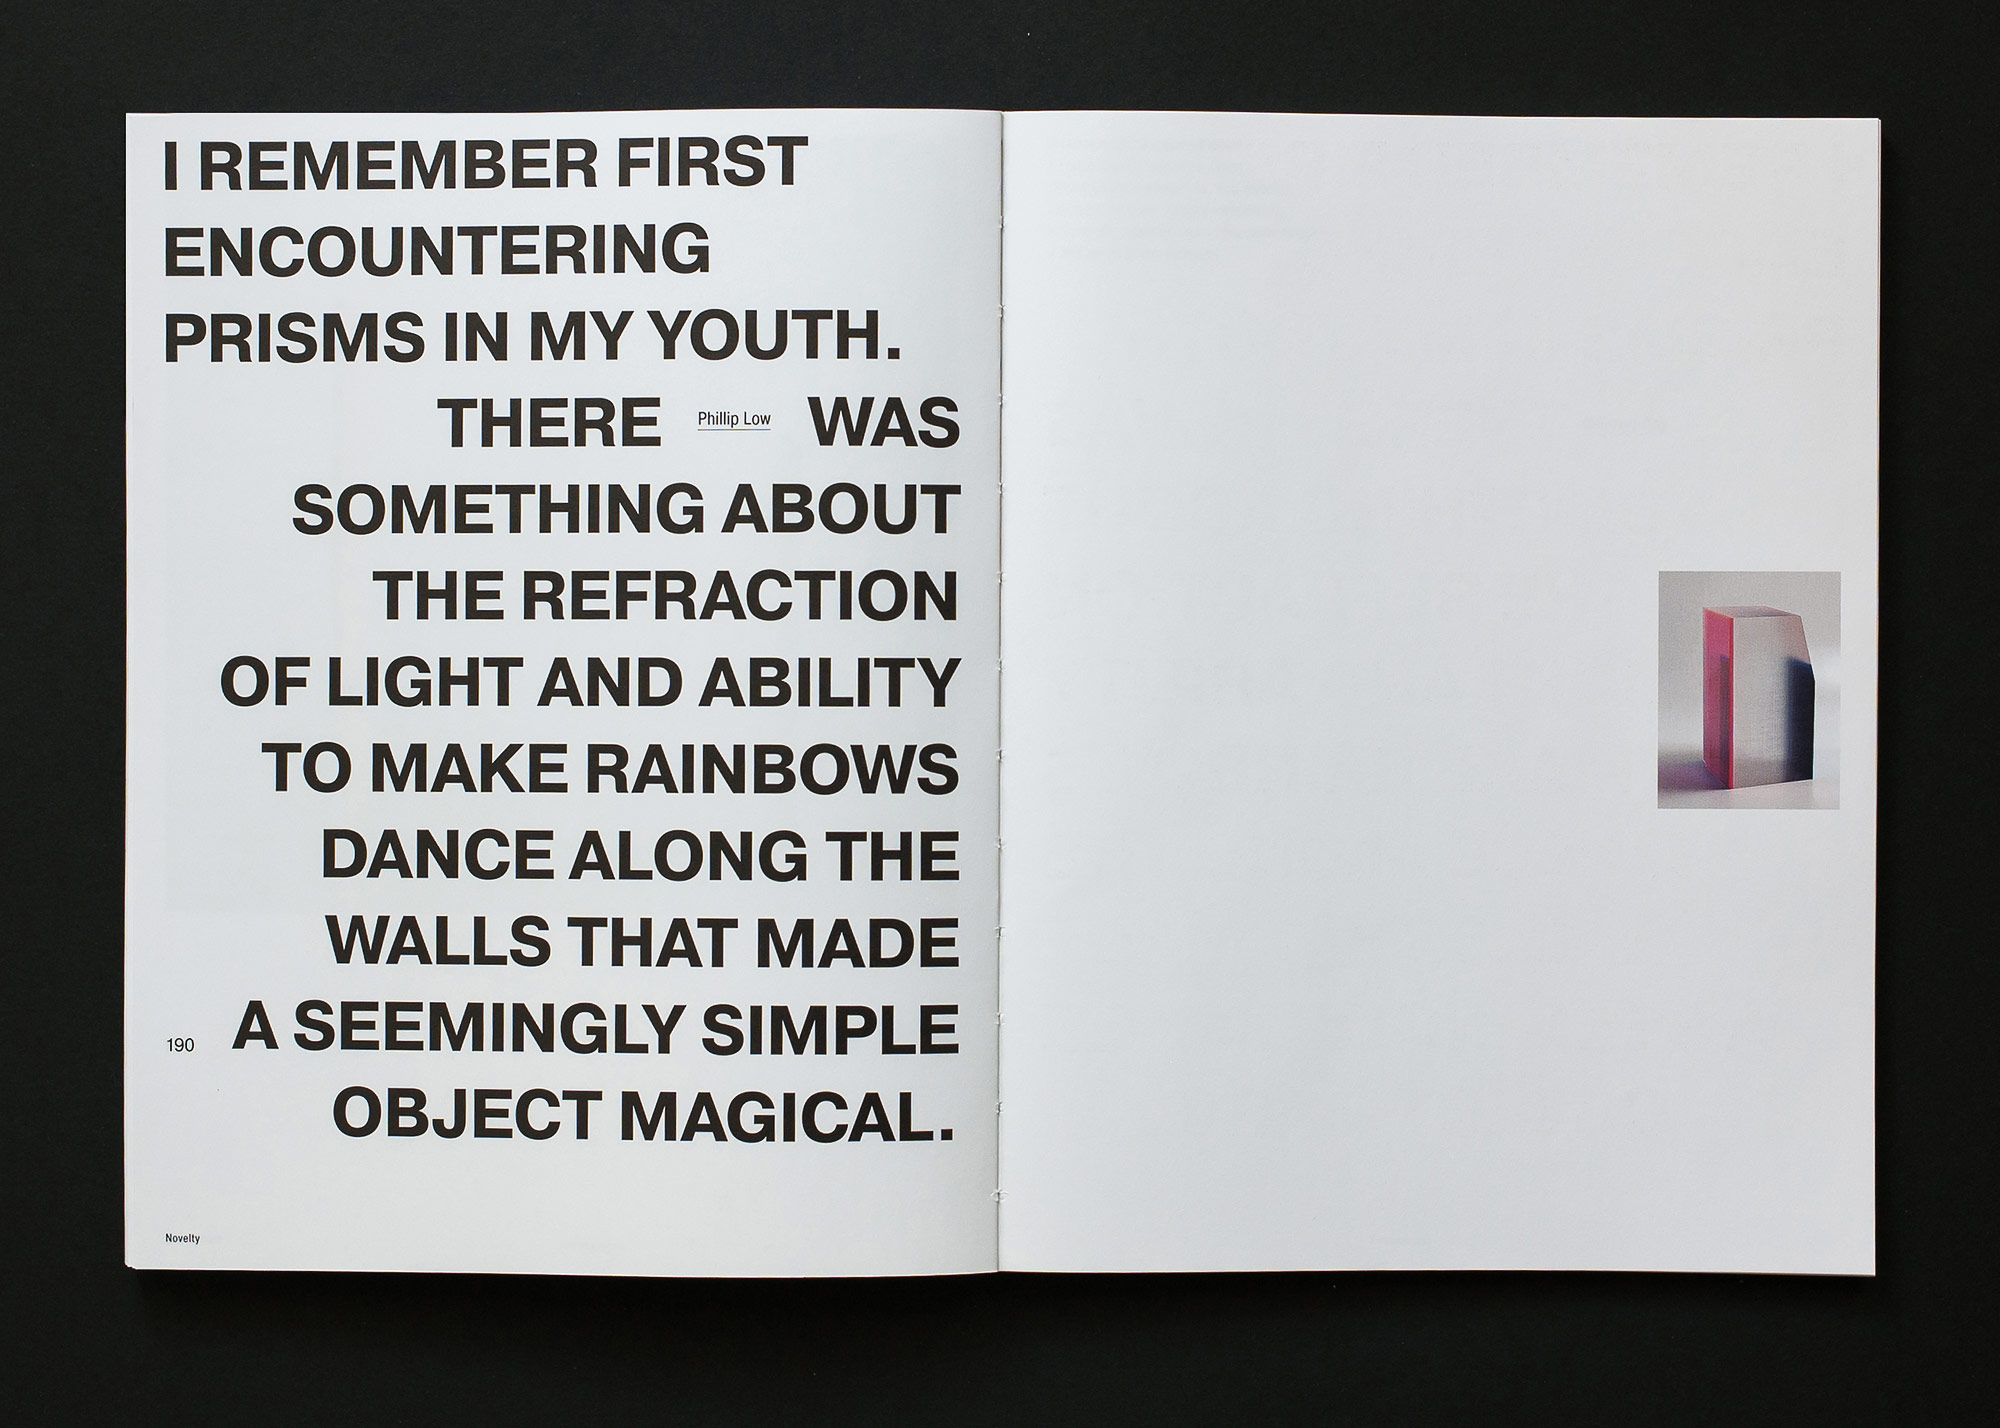 I REMEMBER FIRST
ENCOUNTERING
PRISMS IN MY YOUTH.
THERE Phillip Low WAS
SOMETHING ABOUT
THE REFRACTION
OF LIGHT AND ABILITY
TO MAKE RAINBOWS
DANCE ALONG THE
WALLS THAT MADE
A SEEMINGLY SIMPLE
OBJECT MAGICAL.
190
Novelty